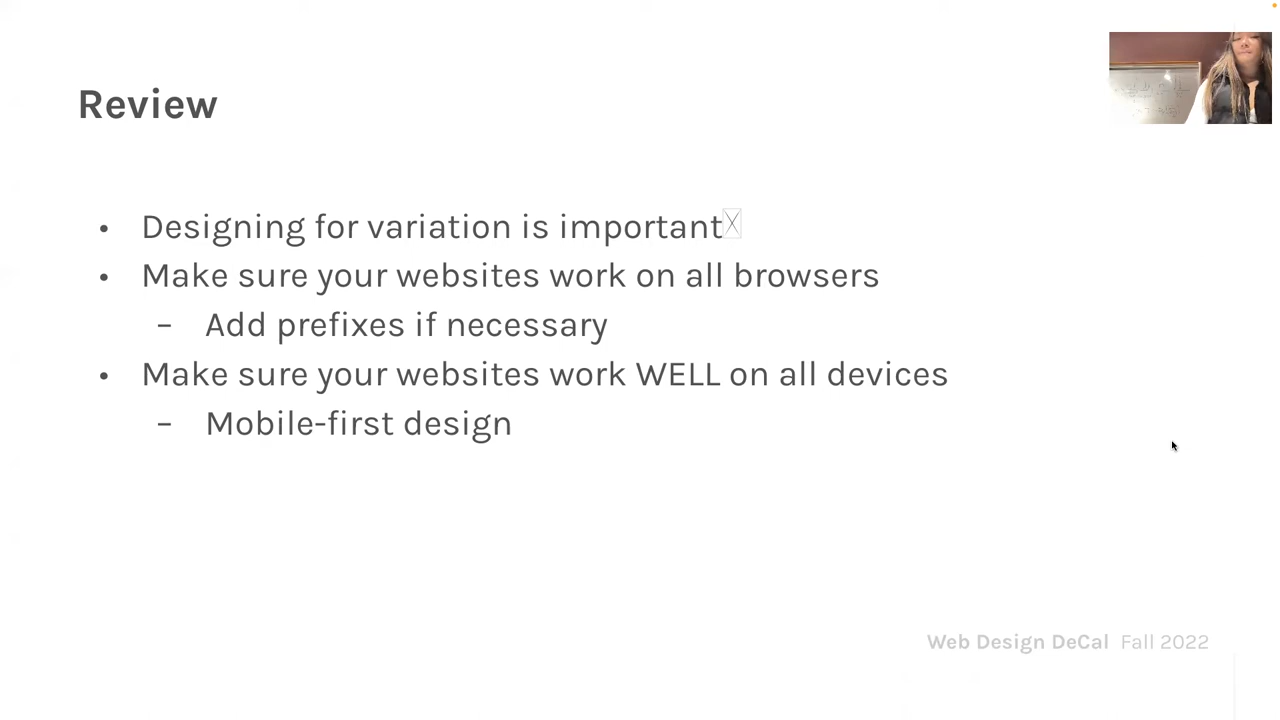 Review
• Designing for variation is important
• Make sure your websites work on all browsers
– Add prefixes if necessary
• Make sure your websites work WELL on all devices
– Mobile-first design
Web Design DeCal Fall 2022